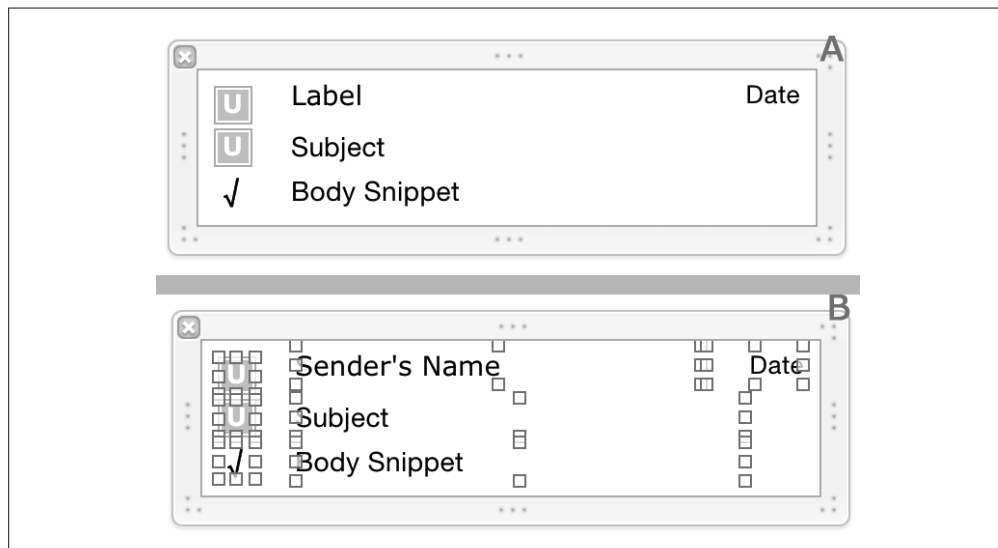 A
U Label Date
U Subject
√ Body Snippet
B
U Sender's Name Date
U Subject
√ Body Snippet